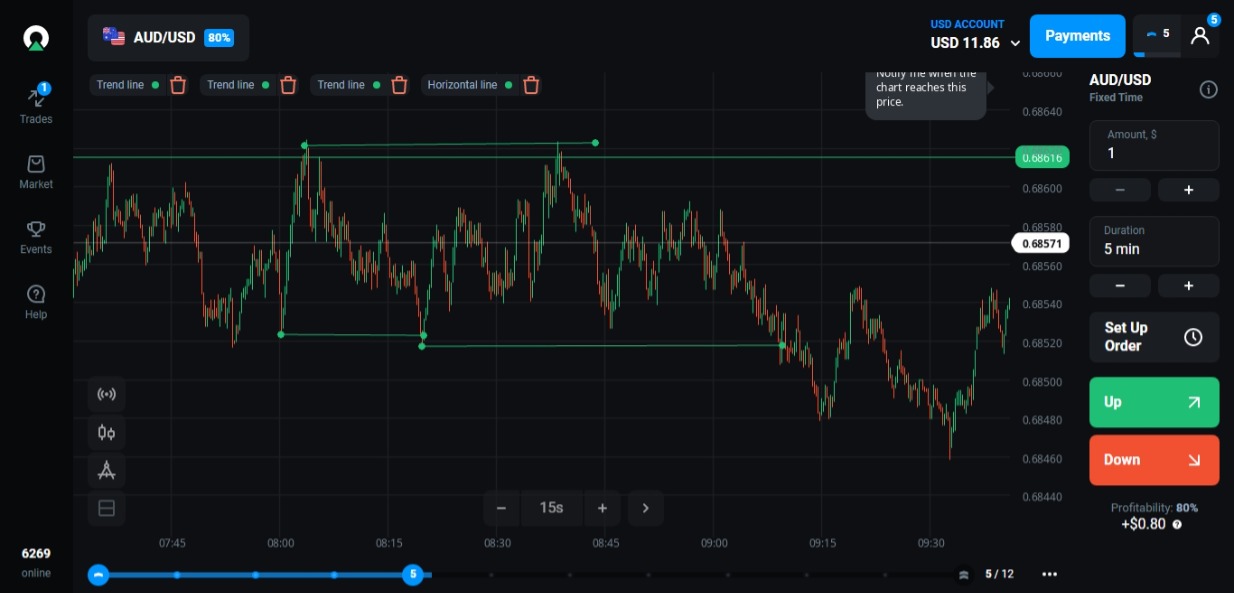 AUD/USD 80%
USD ACCOUNT
USD 11.86
Payments
5
5
Trend line
Trend line
Trend line
Horizontal line
Notify me when the
chart reaches this
price.
1
Trades
Market
Events
Help
6269
online
0.68660
0.68640
0.68616
0.68600
0.68580
0.68571
0.68560
0.68540
0.68520
0.68500
0.68480
0.68460
0.68440
15s
07:45
08:00
08:15
08:30
08:45
09:00
09:15
09:30
5
5 / 12
AUD/USD
Fixed Time
Amount, $
1
Duration
5 min
Set Up
Order
Up
Down
Profitability: 80%
+$0.80